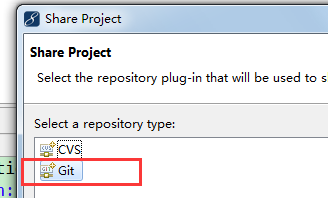 Share Project
Share Project
Select the repository plug-in that will be used to s
Select a repository type:
CVS
Git